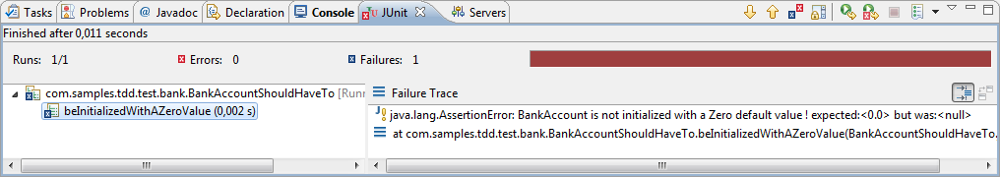 Tasks Problems Javadoc Declaration Console JUnit Servers
Finished after 0,011 seconds
Runs: 1/1 Errors: 0 Failures: 1
com.samples.tdd.test.bank.BankAccountShouldHaveTo [Runn
beInitializedWithAZeroValue (0,002 s)
Failure Trace
java.lang.AssertionError: BankAccount is not initialized with a Zero default value ! expected:<0.0> but was:<null>
at com.samples.tdd.test.bank.BankAccountShouldHaveTo.beInitializedWithAZeroValue(BankAccountShouldHaveTo.